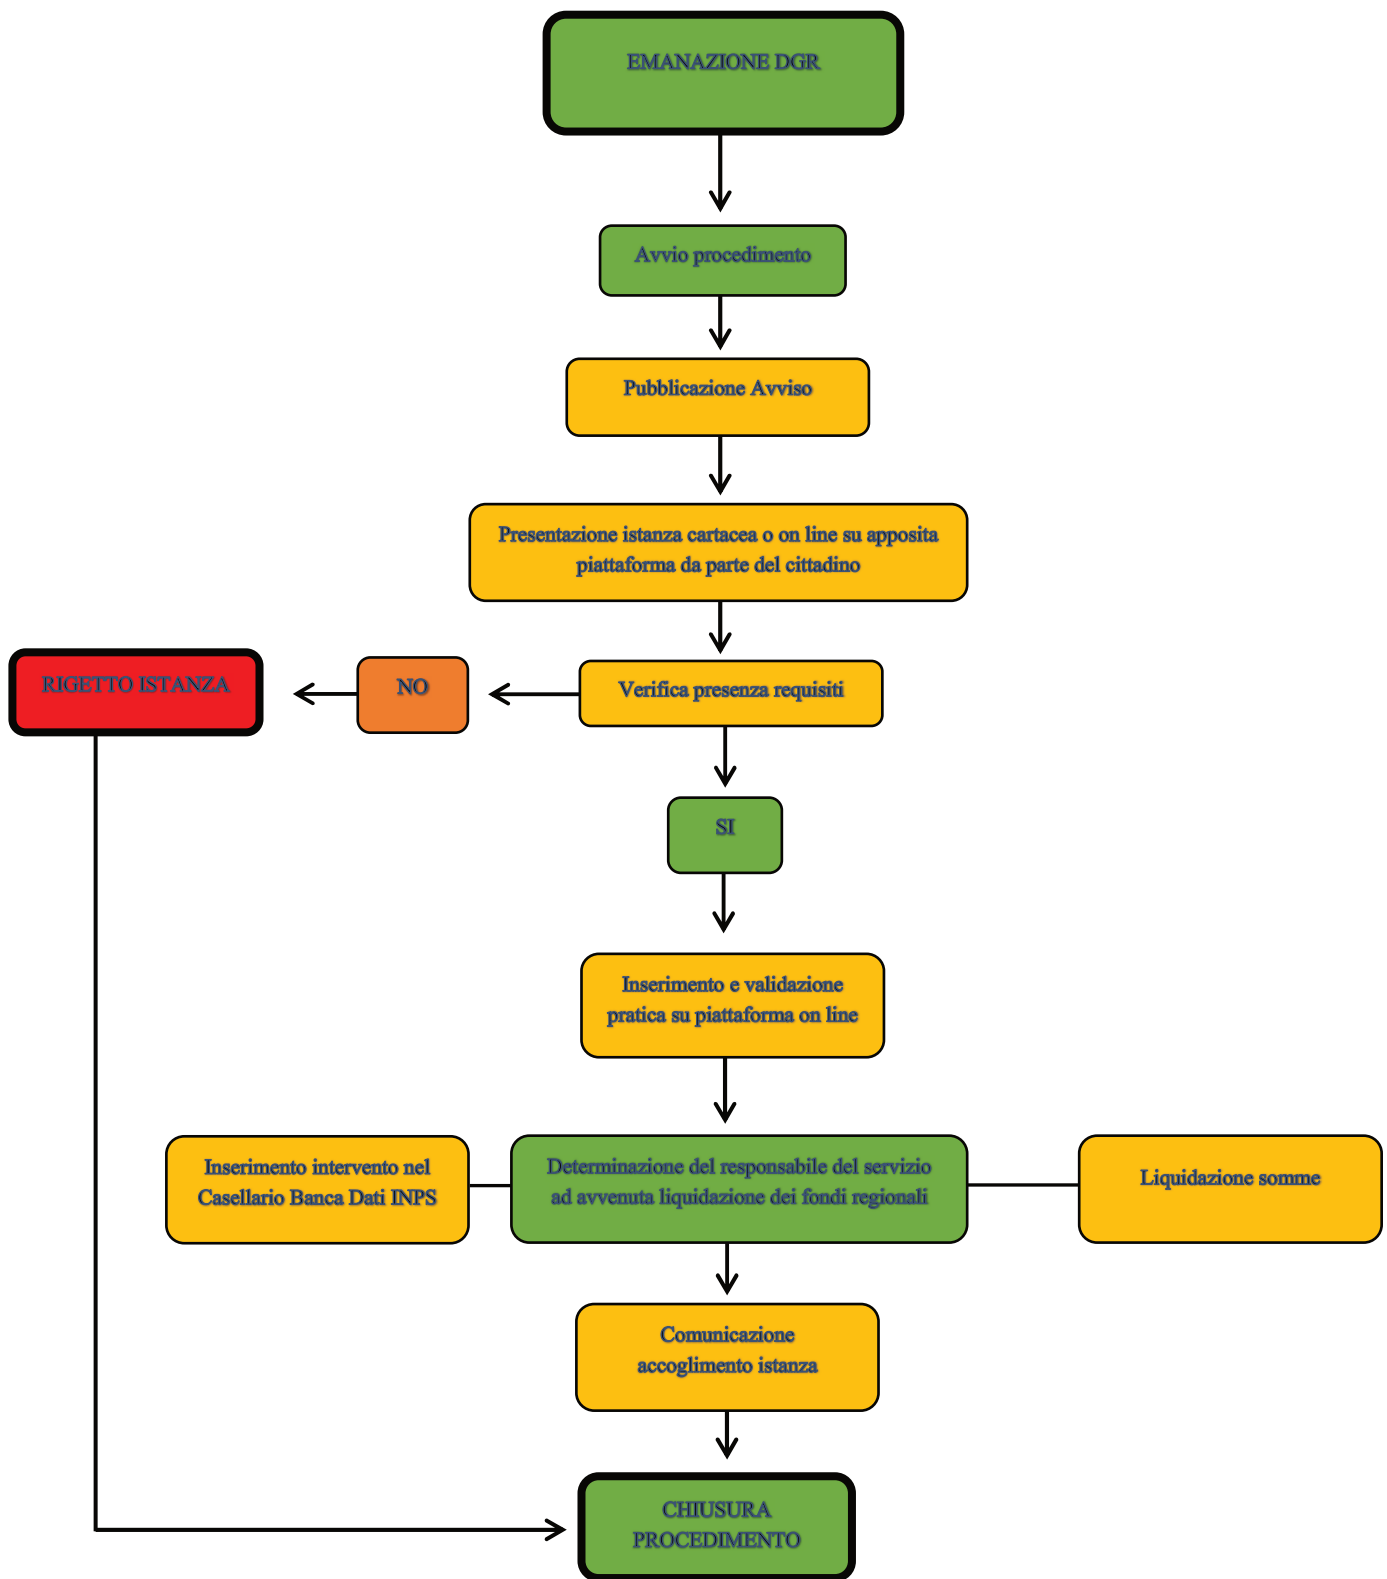 EMANAZIONE DGR
Avvio procedimento
Pubblicazione Avviso
Presentazione istanza cartacea o on line su apposita
piattaforma da parte del cittadino
RIGETTO ISTANZA
NO
Verifica presenza requisiti
SI
Inserimento e validazione
pratica su piattaforma on line
Inserimento intervento nel
Casellario Banca Dati INPS
Determinazione del responsabile del servizio
ad avvenuta liquidazione dei fondi regionali
Liquidazione somme
Comunicazione
accoglimento istanza
CHIUSURA
PROCEDIMENTO